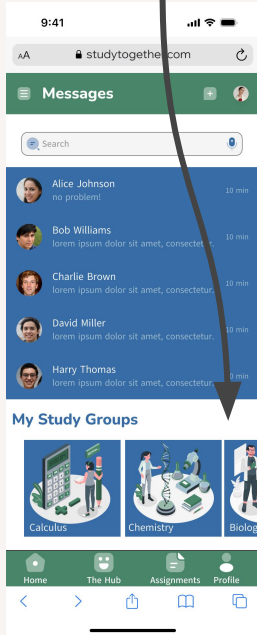 9:41
AA studytogether.com
Messages
Search
Alice Johnson
no problem!
10 min
Bob Williams
lorem ipsum dolor sit amet, consectetur.
10 min
Charlie Brown
lorem ipsum dolor sit amet, consectetur.
10 min
David Miller
lorem ipsum dolor sit amet, consectetur.
10 min
Harry Thomas
lorem ipsum dolor sit amet, consectetur.
0 min
My Study Groups
Calculus
Chemistry
Biolog
Home
The Hub
Assignments
Profile